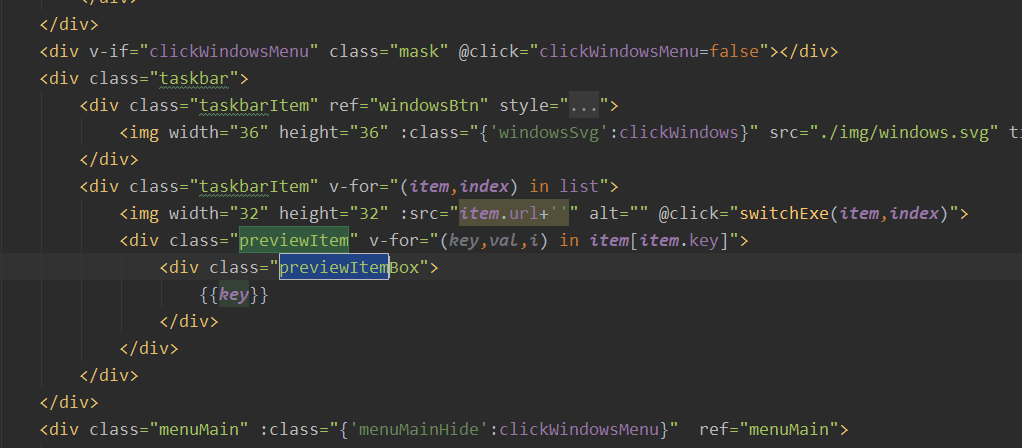 </div>
</div>
<div v-if="clickWindowsMenu" class="mask" @click="clickWindowsMenu=false"></div>
<div class="taskbar">
<div class="taskbarItem" ref="windowsBtn" style="...">
<img width="36" height="36" :class="{'windowsSvg':clickWindows}" src="./img/windows.svg" ti
</div>
<div class="taskbarItem" v-for="(item,index) in list">
<img width="32" height="32" :src="item.url+''" alt="" @click="switchExe(item,index)">
<div class="previewItem" v-for="(key,val,i) in item[item.key]">
<div class="previewItemBox">
{{key}}
</div>
</div>
</div>
</div>
<div class="menuMain" :class="{'menuMainHide':clickWindowsMenu}" ref="menuMain">